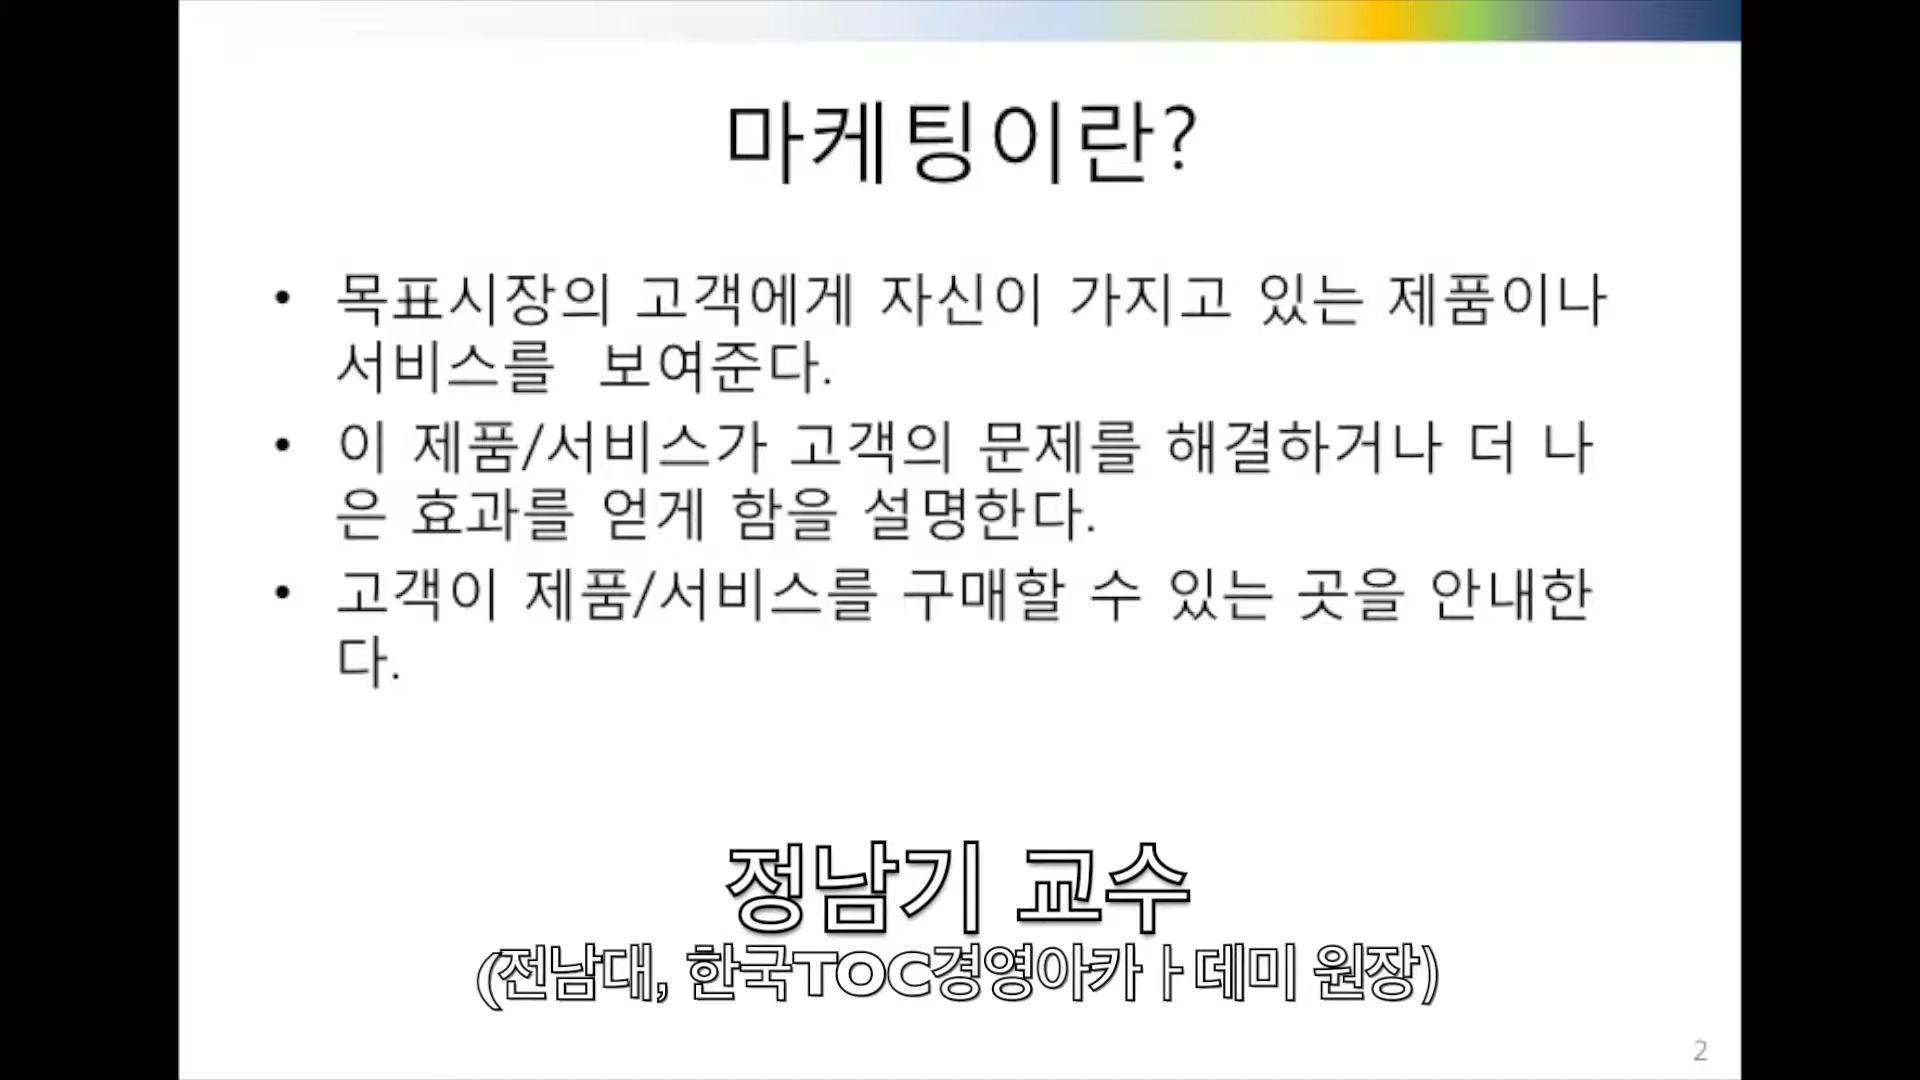 마케팅이란?
• 목표시장의 고객에게 자신이 가지고 있는 제품이나
서비스를 보여준다.
• 이 제품/서비스가 고객의 문제를 해결하거나 더 나
은 효과를 얻게 함을 설명한다.
• 고객이 제품/서비스를 구매할 수 있는 곳을 안내한
다.
정남기 교수
(전남대, 한국TOC경영아카ㅏ데미 원장)
2